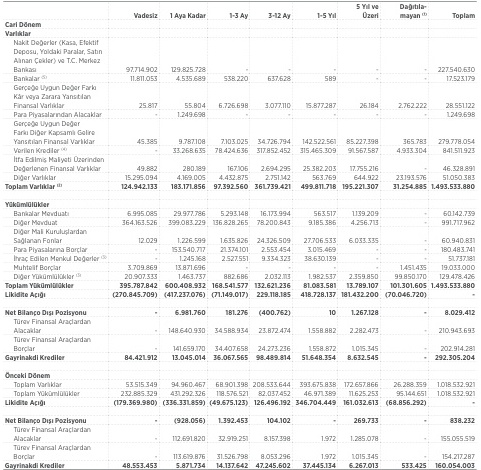 Vadesiz 1 Aya Kadar 1-3 Ay 3-12 Ay 1-5 Yıl 5 Yıl ve Üzeri Dağıtıla-mayan (1) Toplam
Cari Dönem
Varlıklar
Nakit Değerler (Kasa, Efektif
Deposu, Yoldaki Paralar, Satın
Alınan Çekler) ve T.C. Merkez
Bankası 97.714.902 129.825.728 - - - - - 227.540.630
Bankalar (5) 11.811.053 4.535.689 538.220 637.628 589 - - 17.523.179
Gerçeğe Uygun Değer Farkı
Kâr veya Zarara Yansıtılan
Finansal Varlıklar 25.817 55.804 6.726.698 3.077.110 15.877.287 26.184 2.762.222 28.551.122
Para Piyasalarından Alacaklar - 1.249.698 - - - - - 1.249.698
Gerçeğe Uygun Değer
Farkı Diğer Kapsamlı Gelire
Yansıtılan Finansal Varlıklar 45.385 9.787.108 7.103.025 34.726.794 142.522.561 85.227.398 365.783 279.778.054
Verilen Krediler (4) - 33.268.635 78.424.636 317.852.452 315.465.309 91.567.587 4.933.304 841.511.923
İtfa Edilmiş Maliyeti Üzerinden
Değerlenen Finansal Varlıklar 49.882 280.189 167.106 2.694.295 25.382.203 17.755.216 - 46.328.891
Diğer Varlıklar 15.295.094 4.169.005 4.432.875 2.751.142 563.769 644.922 23.193.576 51.050.383
Toplam Varlıklar (2) 124.942.133 183.171.856 97.392.560 361.739.421 499.811.718 195.221.307 31.254.885 1.493.533.880
Yükümlülükler
Bankalar Mevduatı 6.995.085 29.977.786 5.293.148 16.173.994 563.517 1.139.209 - 60.142.739
Diğer Mevduat 364.163.526 399.083.229 136.828.265 78.200.843 9.185.386 4.256.713 - 991.717.962
Diğer Mali Kuruluşlardan
Sağlanan Fonlar 12.029 1.226.599 1.635.826 24.326.509 27.706.533 6.033.335 - 60.940.831
Para Piyasalarına Borçlar - 153.540.717 21.374.101 2.553.454 3.015.469 - - 180.483.741
İhraç Edilen Menkul Değerler (3) - 1.245.168 2.527.551 9.334.323 38.630.139 - - 51.737.181
Muhtelif Borçlar 3.709.869 13.871.696 - - - - 1.451.435 19.033.000
Diğer Yükümlülükler (3) 20.907.333 1.463.737 882.686 2.032.113 1.982.537 2.359.850 99.850.170 129.478.426
Toplam Yükümlülükler 395.787.842 600.408.932 168.541.577 132.621.236 81.083.581 13.789.107 101.301.605 1.493.533.880
Likidite Açığı (270.845.709) (417.237.076) (71.149.017) 229.118.185 418.728.137 181.432.200 (70.046.720) -
Net Bilanço Dışı Pozisyonu - 6.981.760 181.276 (400.762) 10 1.267.128 - 8.029.412
Türev Finansal Araçlardan
Alacaklar - 148.640.930 34.588.934 23.872.474 1.558.882 2.282.473 - 210.943.693
Türev Finansal Araçlardan
Borçlar - 141.659.170 34.407.658 24.273.236 1.558.872 1.015.345 - 202.914.281
Gayrinakdi Krediler 84.421.912 13.045.014 36.067.565 98.489.814 51.648.354 8.632.545 - 292.305.204
Önceki Dönem
Toplam Varlıklar 53.515.349 94.960.467 68.901.398 208.533.644 393.675.838 172.657.866 26.288.359 1.018.532.921
Toplam Yükümlülükler 232.885.329 431.292.326 118.576.521 82.037.452 46.971.389 11.625.253 95.144.651 1.018.532.921
Likidite Açığı (179.369.980) (336.331.859) (49.675.123) 126.496.192 346.704.449 161.032.613 (68.856.292) -
Net Bilanço Dışı Pozisyonu - (928.056) 1.392.453 104.102 - 269.733 - 838.232
Türev Finansal Araçlardan
Alacaklar - 112.691.820 32.919.251 8.157.398 1.972 1.285.078 - 155.055.519
Türev Finansal Araçlardan
Borçlar - 113.619.876 31.526.798 8.053.296 1.972 1.015.345 - 154.217.287
Gayrinakdi Krediler 48.553.453 5.871.734 14.137.642 47.245.602 37.445.134 6.267.013 533.425 160.054.003